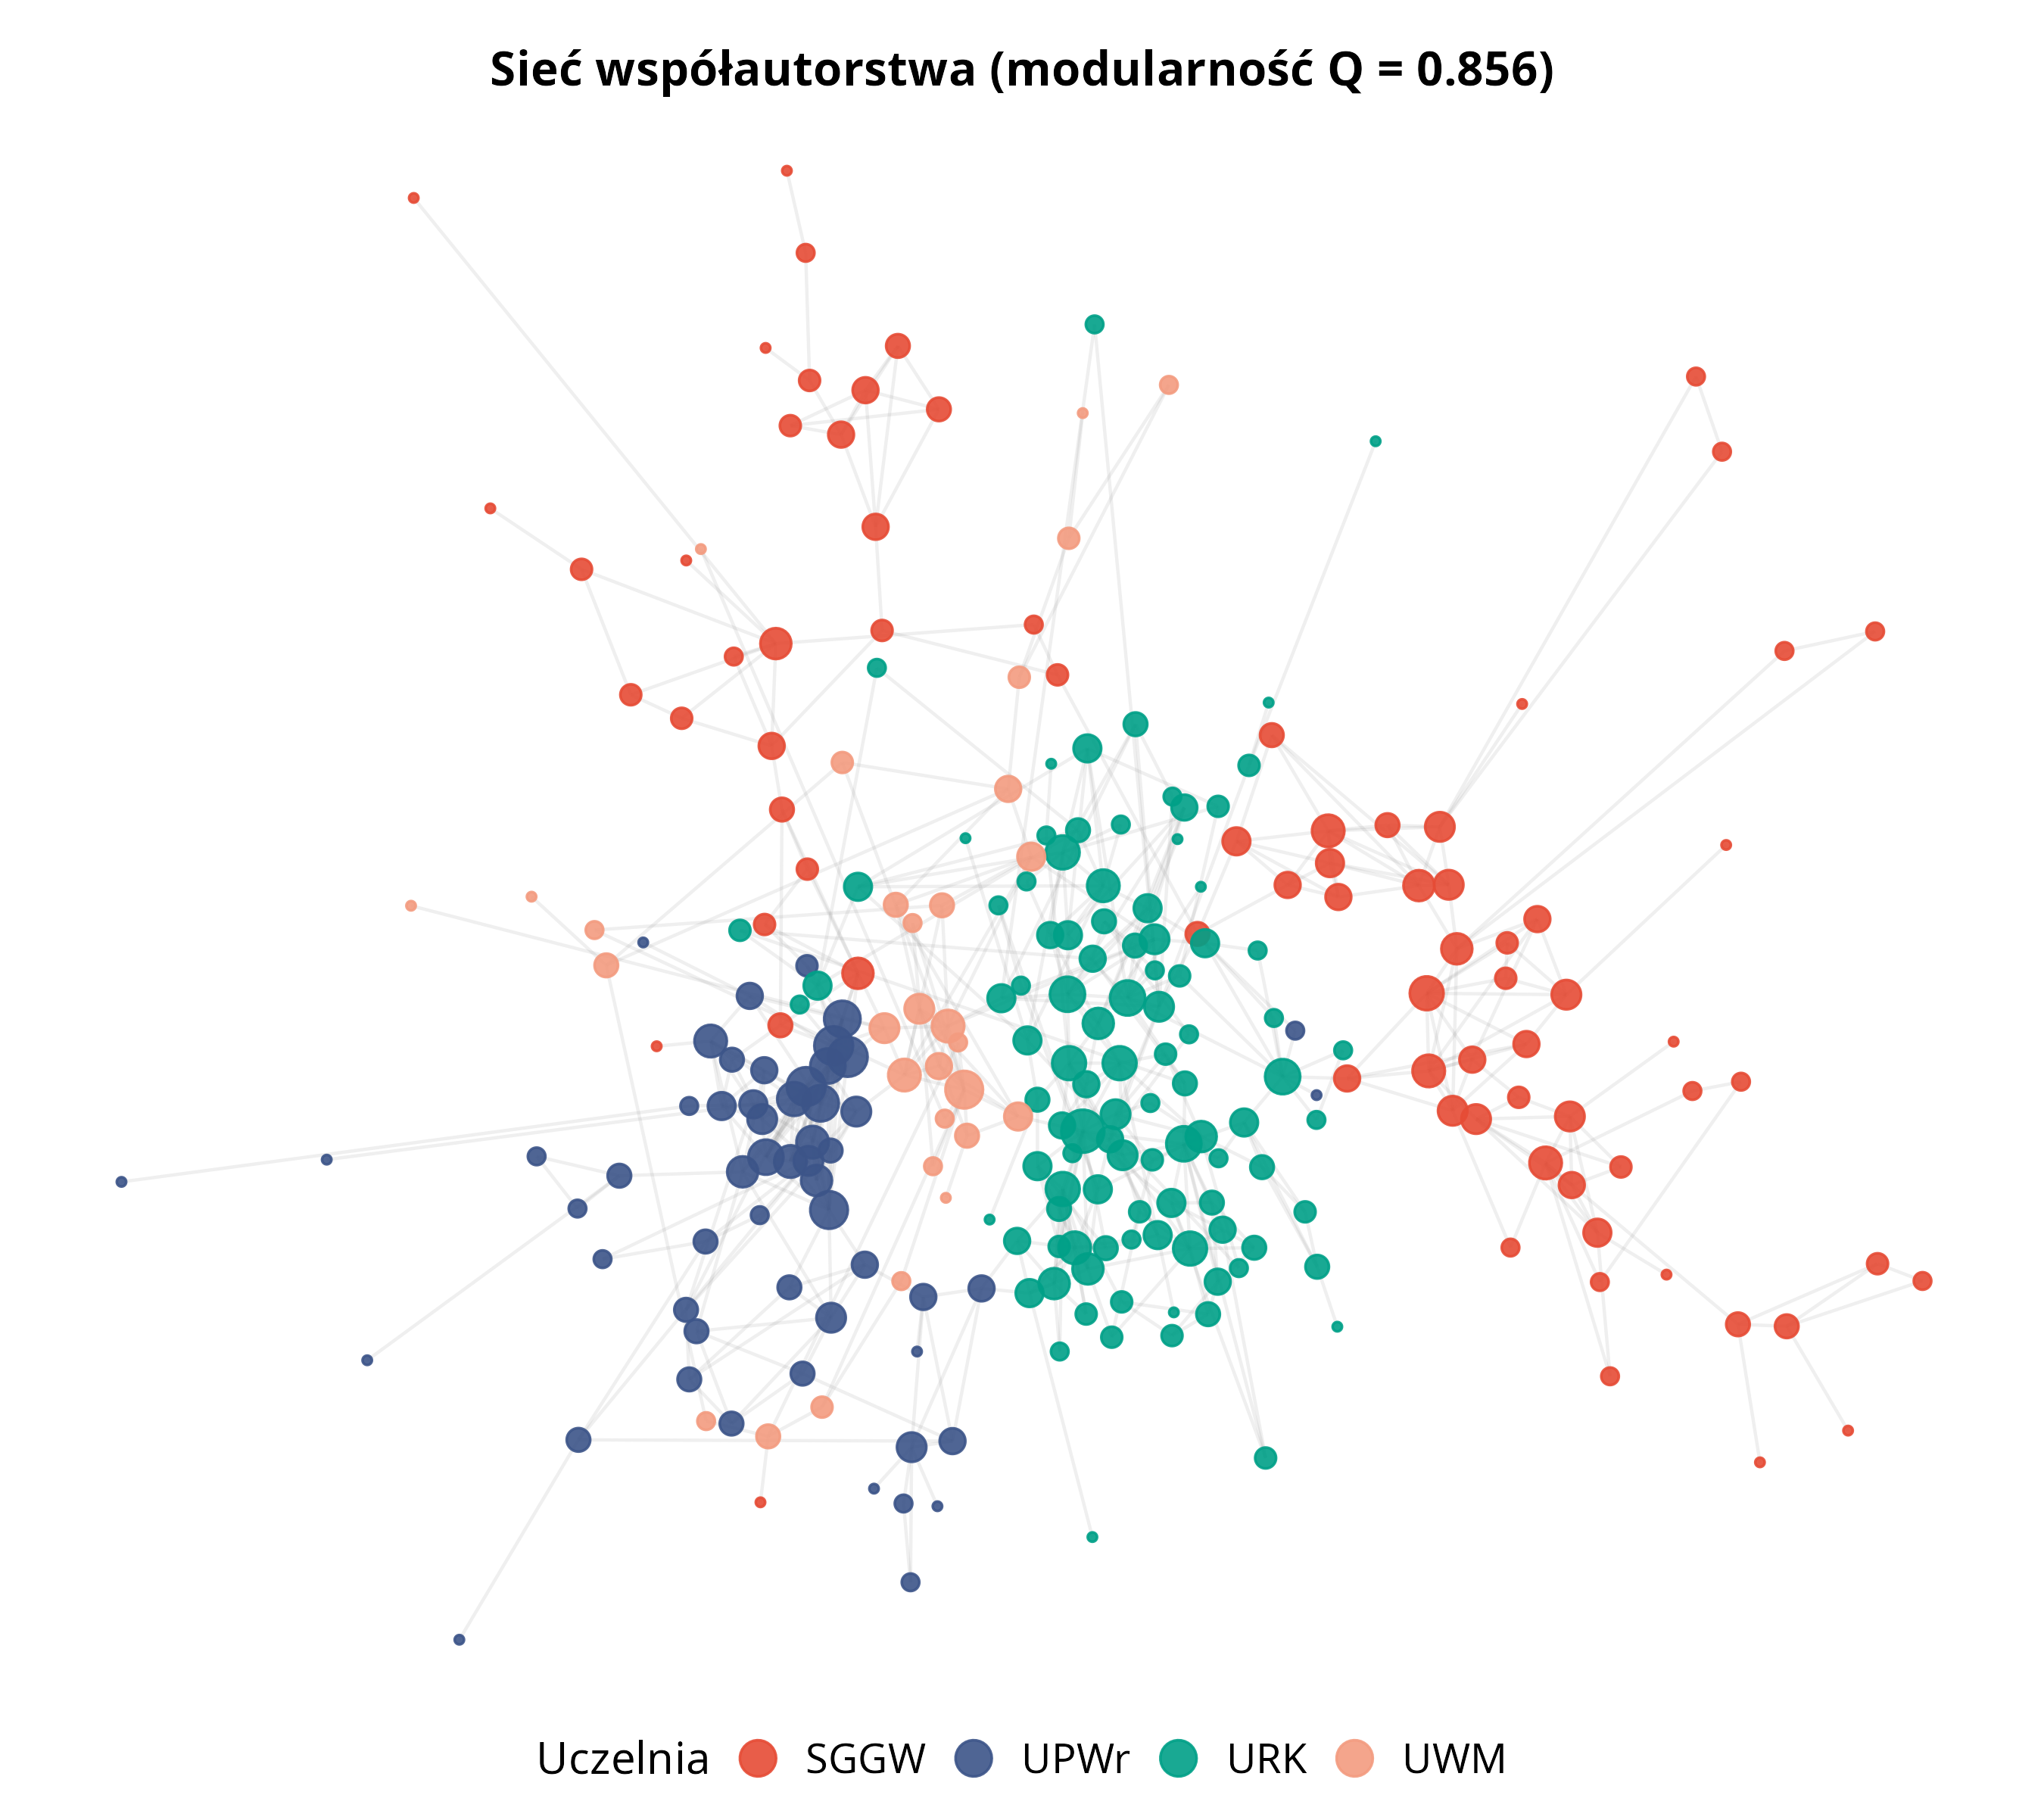 Sieć współautorstwa (modularność Q = 0.856)
Uczelnia SGGW UPWr URK UWM